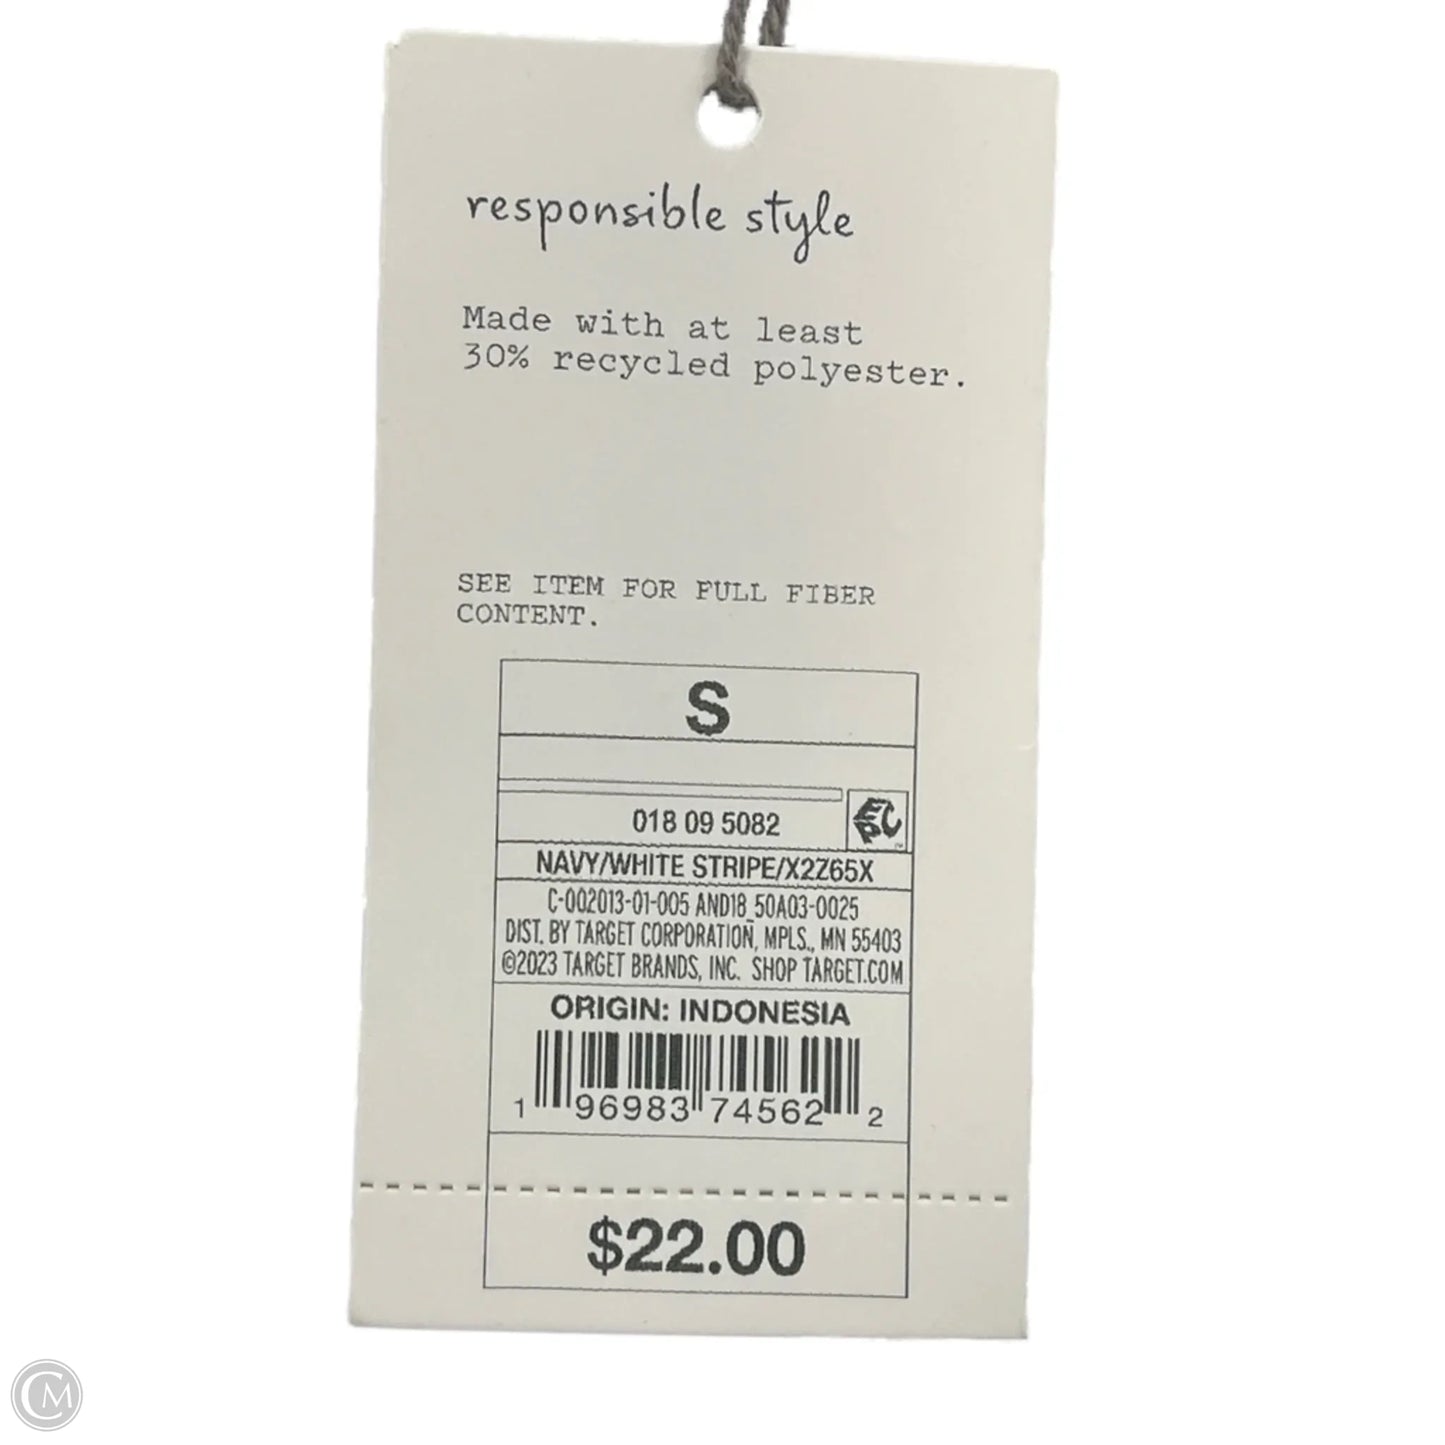 responsible style
Made with at least
30% recycled polyester.
SEE ITEM FOR FULL FIBER
CONTENT.
S
018 09 5082
EPC
NAVY/WHITE STRIPE/X2Z65X
C-002013-01-005 AND18_50A03-0025
DIST. BY TARGET CORPORATION, MPLS., MN 55403
©2023 TARGET BRANDS, INC. SHOP TARGET.COM
ORIGIN: INDONESIA
1 96983 74562 2
$22.00
CM